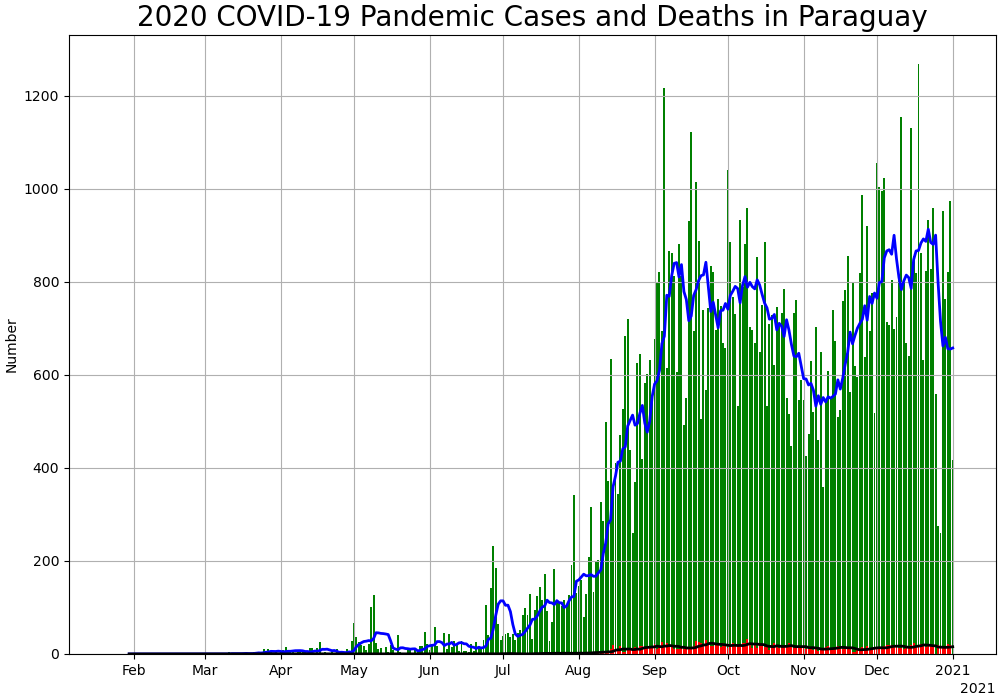 2020 COVID-19 Pandemic Cases and Deaths in Paraguay
1200
1000
800
600
400
200
0
Number
Feb Mar Apr May Jun Jul Aug Sep Oct Nov Dec 2021
2021